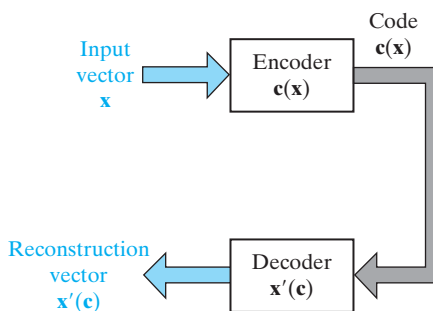 Input
vector
x
Encoder
c(x)
Code
c(x)
Reconstruction
vector
x′(c)
Decoder
x′(c)